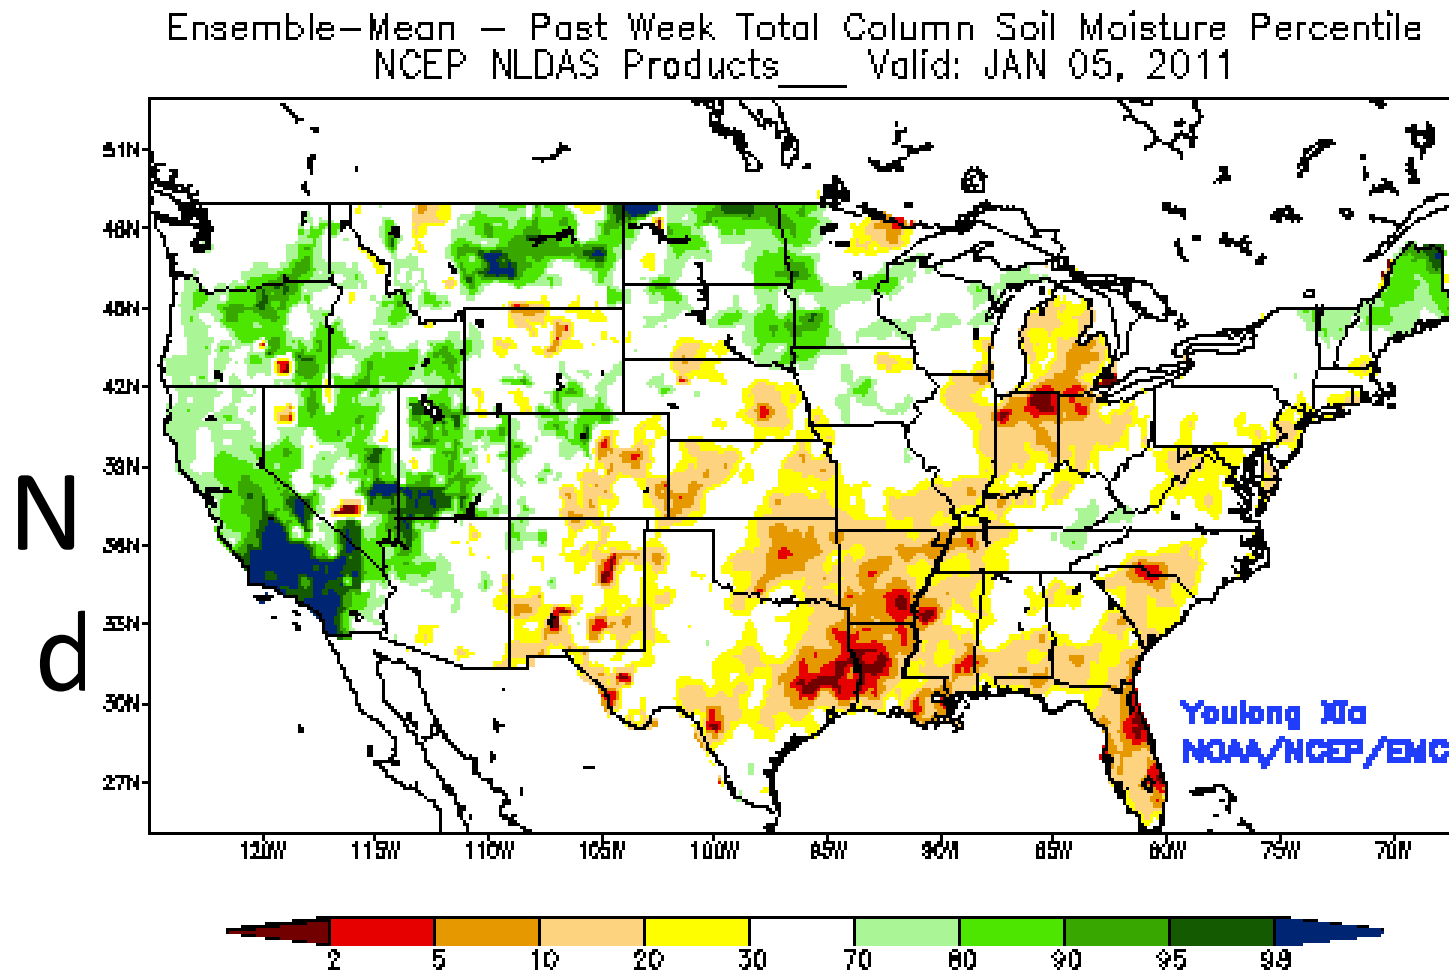 Ensemble-Mean – Past Week Total Column Soil Moisture Percentile
NCEP NLDAS Products___ Valid: JAN 05, 2011
51N
48N
45N
42N
39N
N
36N
33N
d
30N
Youlong Xia
NOAA/NCEP/EMC
27N
120W 115W 110W 105W 100W 95W 90W 85W 80W 75W 70W
2 5 10 20 30 70 80 90 95 98